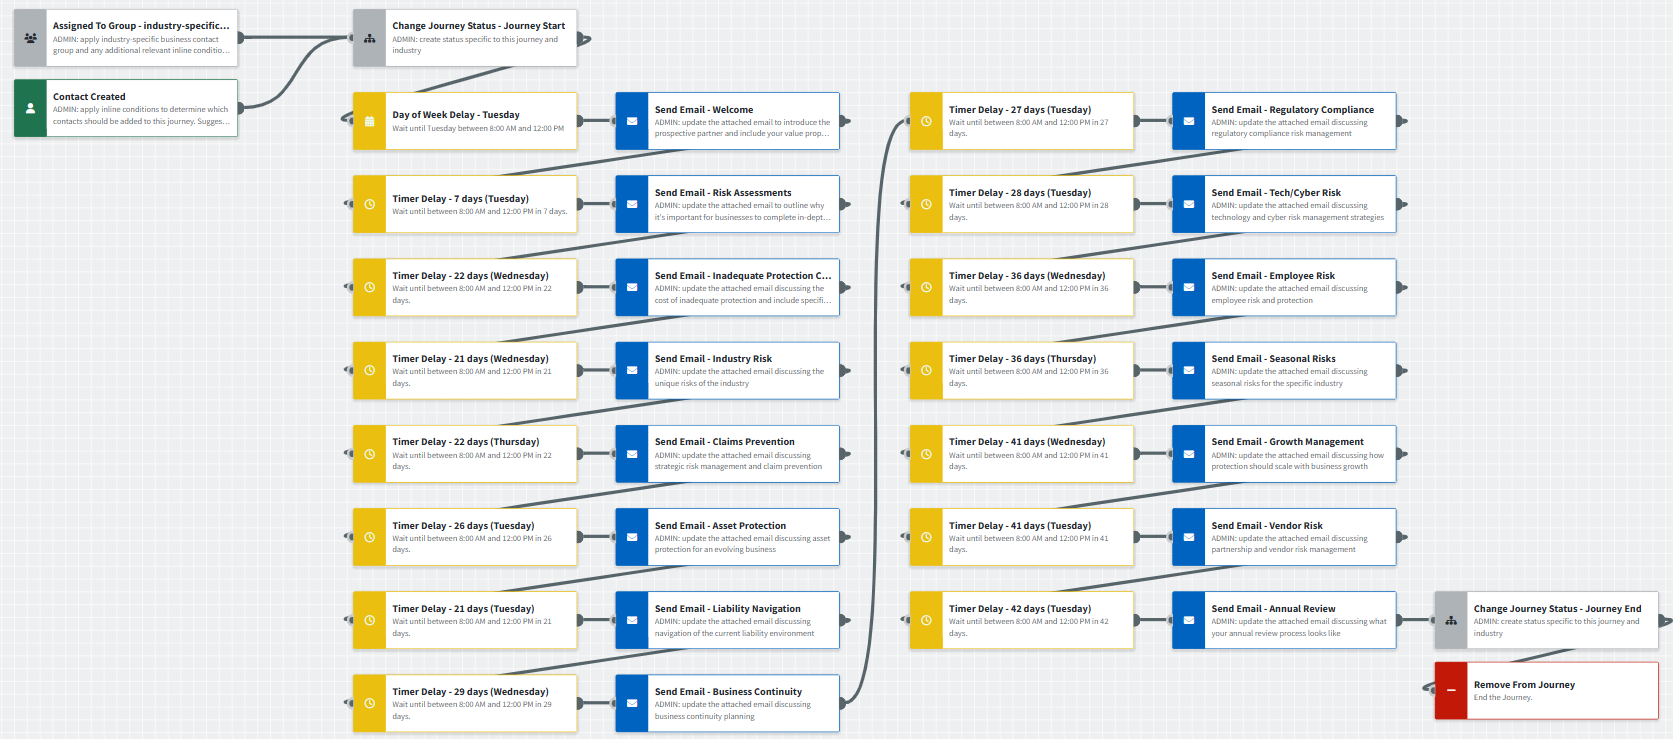 Assigned To Group - industry-specific...
ADMIN: apply industry-specific business contact
group and any additional relevant inline conditio...
Contact Created
ADMIN: apply inline conditions to determine which
contacts should be added to this journey. Sugges...
Change Journey Status - Journey Start
ADMIN: create status specific to this journey and
industry
Day of Week Delay - Tuesday
Wait until Tuesday between 8:00 AM and 12:00 PM
Send Email - Welcome
ADMIN: update the attached email to introduce the
prospective partner and include your value prop...
Timer Delay - 7 days (Tuesday)
Wait until between 8:00 AM and 12:00 PM in 7 days.
Send Email - Risk Assessments
ADMIN: update the attached email to outline why
it's important for businesses to complete in-dept...
Timer Delay - 22 days (Wednesday)
Wait until between 8:00 AM and 12:00 PM in 22
days.
Send Email - Inadequate Protection C...
ADMIN: update the attached email discussing the
cost of inadequate protection and include specifi...
Timer Delay - 21 days (Wednesday)
Wait until between 8:00 AM and 12:00 PM in 21
days.
Send Email - Industry Risk
ADMIN: update the attached email discussing the
unique risks of the industry
Timer Delay - 22 days (Thursday)
Wait until between 8:00 AM and 12:00 PM in 22
days.
Send Email - Claims Prevention
ADMIN: update the attached email discussing
strategic risk management and claim prevention
Timer Delay - 26 days (Tuesday)
Wait until between 8:00 AM and 12:00 PM in 26
days.
Send Email - Asset Protection
ADMIN: update the attached email discussing asset
protection for an evolving business
Timer Delay - 21 days (Tuesday)
Wait until between 8:00 AM and 12:00 PM in 21
days.
Send Email - Liability Navigation
ADMIN: update the attached email discussing
navigation of the current liability environment
Timer Delay - 29 days (Wednesday)
Wait until between 8:00 AM and 12:00 PM in 29
days.
Send Email - Business Continuity
ADMIN: update the attached email discussing
business continuity planning
Timer Delay - 27 days (Tuesday)
Wait until between 8:00 AM and 12:00 PM in 27
days.
Send Email - Regulatory Compliance
ADMIN: update the attached email discussing
regulatory compliance risk management
Timer Delay - 28 days (Tuesday)
Wait until between 8:00 AM and 12:00 PM in 28
days.
Send Email - Tech/Cyber Risk
ADMIN: update the attached email discussing
technology and cyber risk management strategies
Timer Delay - 36 days (Wednesday)
Wait until between 8:00 AM and 12:00 PM in 36
days.
Send Email - Employee Risk
ADMIN: update the attached email discussing
employee risk and protection
Timer Delay - 36 days (Thursday)
Wait until between 8:00 AM and 12:00 PM in 36
days.
Send Email - Seasonal Risks
ADMIN: update the attached email discussing
seasonal risks for the specific industry
Timer Delay - 41 days (Wednesday)
Wait until between 8:00 AM and 12:00 PM in 41
days.
Send Email - Growth Management
ADMIN: update the attached email discussing how
protection should scale with business growth
Timer Delay - 41 days (Tuesday)
Wait until between 8:00 AM and 12:00 PM in 41
days.
Send Email - Vendor Risk
ADMIN: update the attached email discussing
partnership and vendor risk management
Timer Delay - 42 days (Tuesday)
Wait until between 8:00 AM and 12:00 PM in 42
days.
Send Email - Annual Review
ADMIN: update the attached email discussing what
your annual review process looks like
Change Journey Status - Journey End
ADMIN: create status specific to this journey and
industry
Remove From Journey
End the Journey.